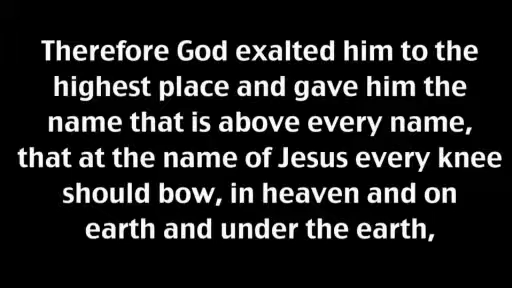 Therefore God exalted him to the
highest place and gave him the
name that is above every name,
that at the name of Jesus every knee
should bow, in heaven and on
earth and under the earth,